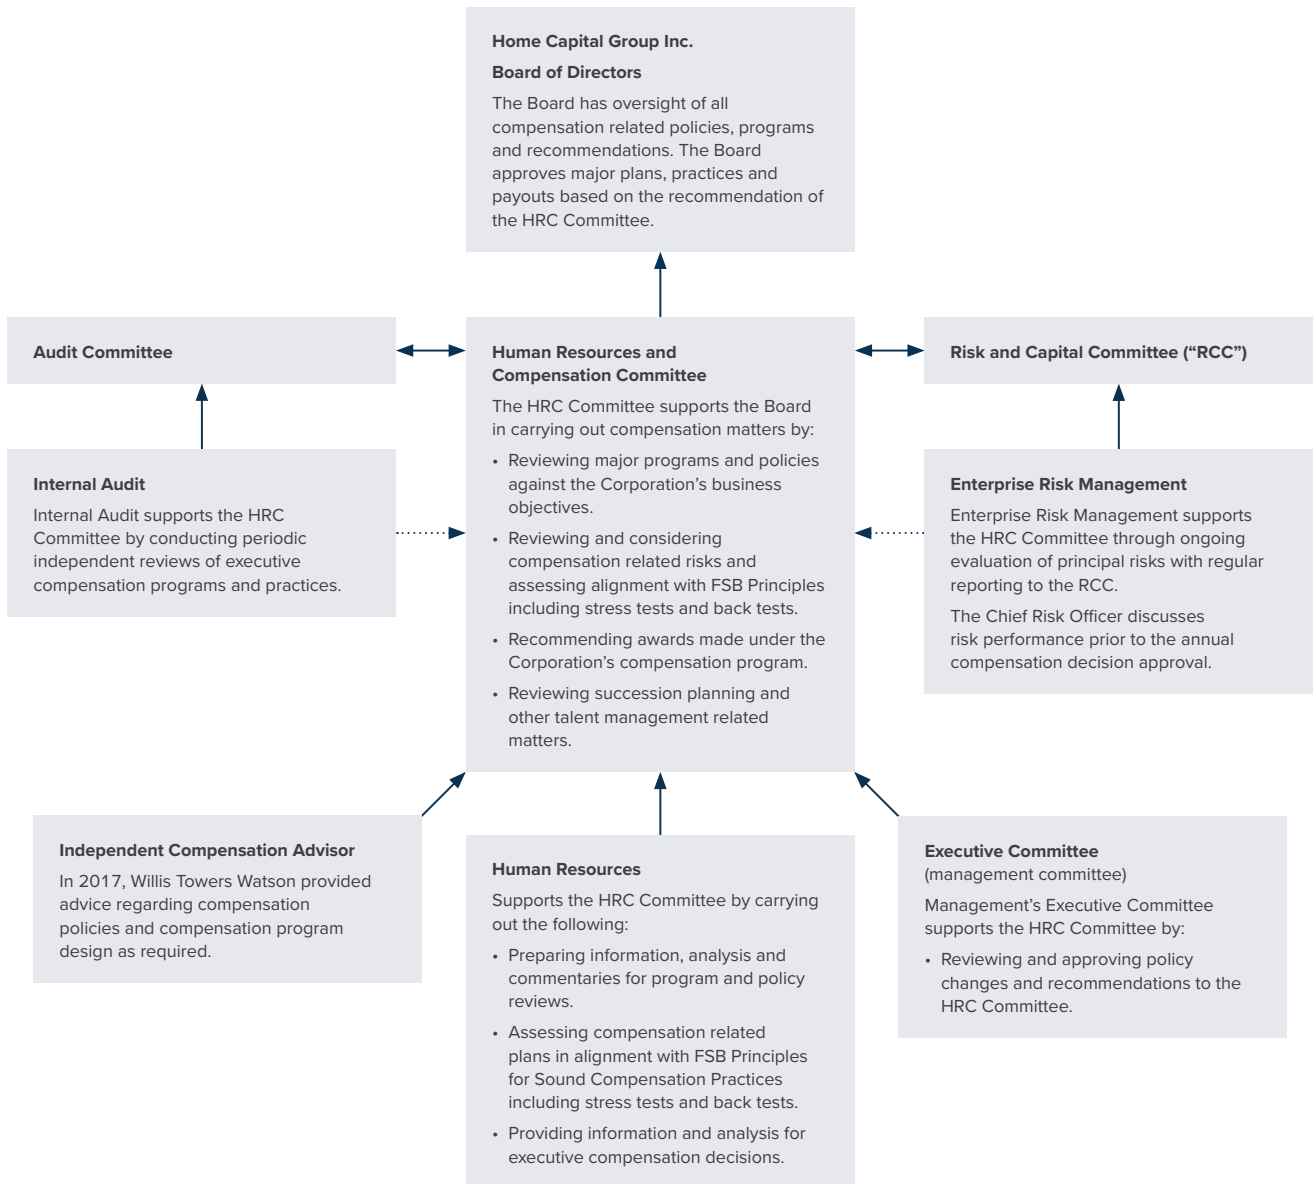 Home Capital Group Inc.
Board of Directors
The Board has oversight of all
compensation related policies, programs
and recommendations. The Board
approves major plans, practices and
payouts based on the recommendation of
the HRC Committee.
Audit Committee
Human Resources and
Compensation Committee
The HRC Committee supports the Board
in carrying out compensation matters by:
• Reviewing major programs and policies
against the Corporation’s business
objectives.
• Reviewing and considering
compensation related risks and
assessing alignment with FSB Principles
including stress tests and back tests.
• Recommending awards made under the
Corporation’s compensation program.
• Reviewing succession planning and
other talent management related
matters.
Risk and Capital Committee (“RCC”)
Internal Audit
Internal Audit supports the HRC
Committee by conducting periodic
independent reviews of executive
compensation programs and practices.
Enterprise Risk Management
Enterprise Risk Management supports
the HRC Committee through ongoing
evaluation of principal risks with regular
reporting to the RCC.
The Chief Risk Officer discusses
risk performance prior to the annual
compensation decision approval.
Independent Compensation Advisor
In 2017, Willis Towers Watson provided
advice regarding compensation
policies and compensation program
design as required.
Human Resources
Supports the HRC Committee by carrying
out the following:
• Preparing information, analysis and
commentaries for program and policy
reviews.
• Assessing compensation related
plans in alignment with FSB Principles
for Sound Compensation Practices
including stress tests and back tests.
• Providing information and analysis for
executive compensation decisions.
Executive Committee
(management committee)
Management’s Executive Committee
supports the HRC Committee by:
• Reviewing and approving policy
changes and recommendations to the
HRC Committee.